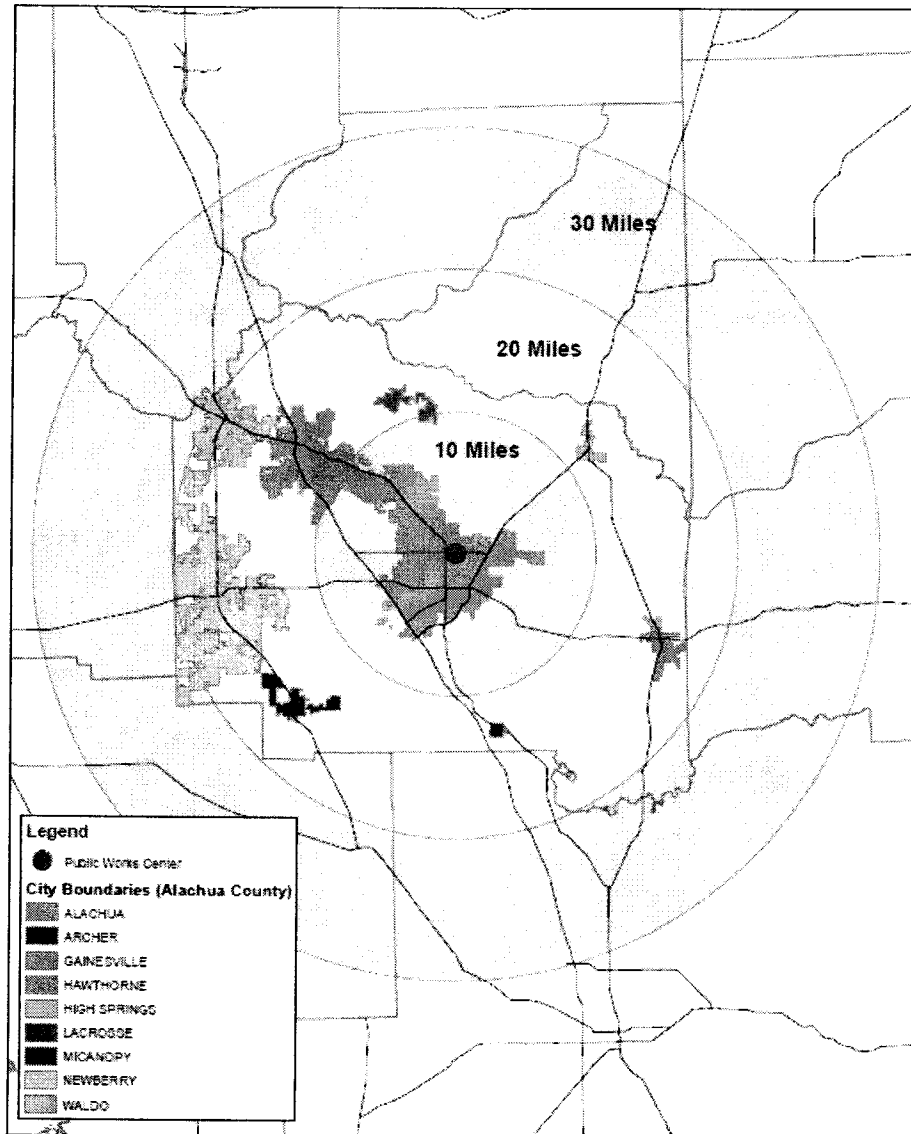 30 Miles
20 Miles
10 Miles
Legend
Public Works Center
City Boundaries (Alachua County)
ALACHUA
ARCHER
GAINESVILLE
HAWTHORNE
HIGH SPRINGS
LACROSSE
MICANOPY
NEWBERRY
WALDO